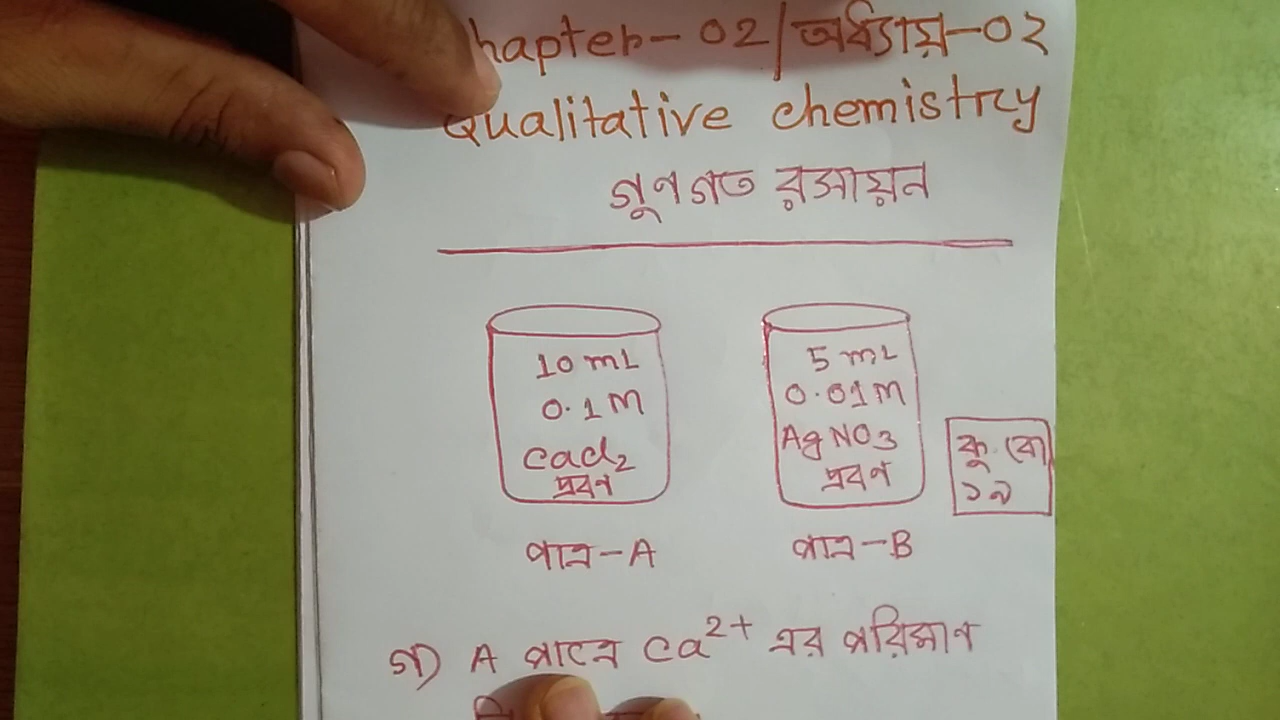 hapter-02/অধ্যায়-০২
Qualitative chemistry
গুণগত রসায়ন
10 mL
0.1 M
CaCl2
দ্রবণ
পাত্র-A
5 mL
0.01 M
AgNO3
দ্রবণ
পাত্র-B
কু. বো
১৯
গ) A পাত্রে Ca²⁺ এর পরিমাণ